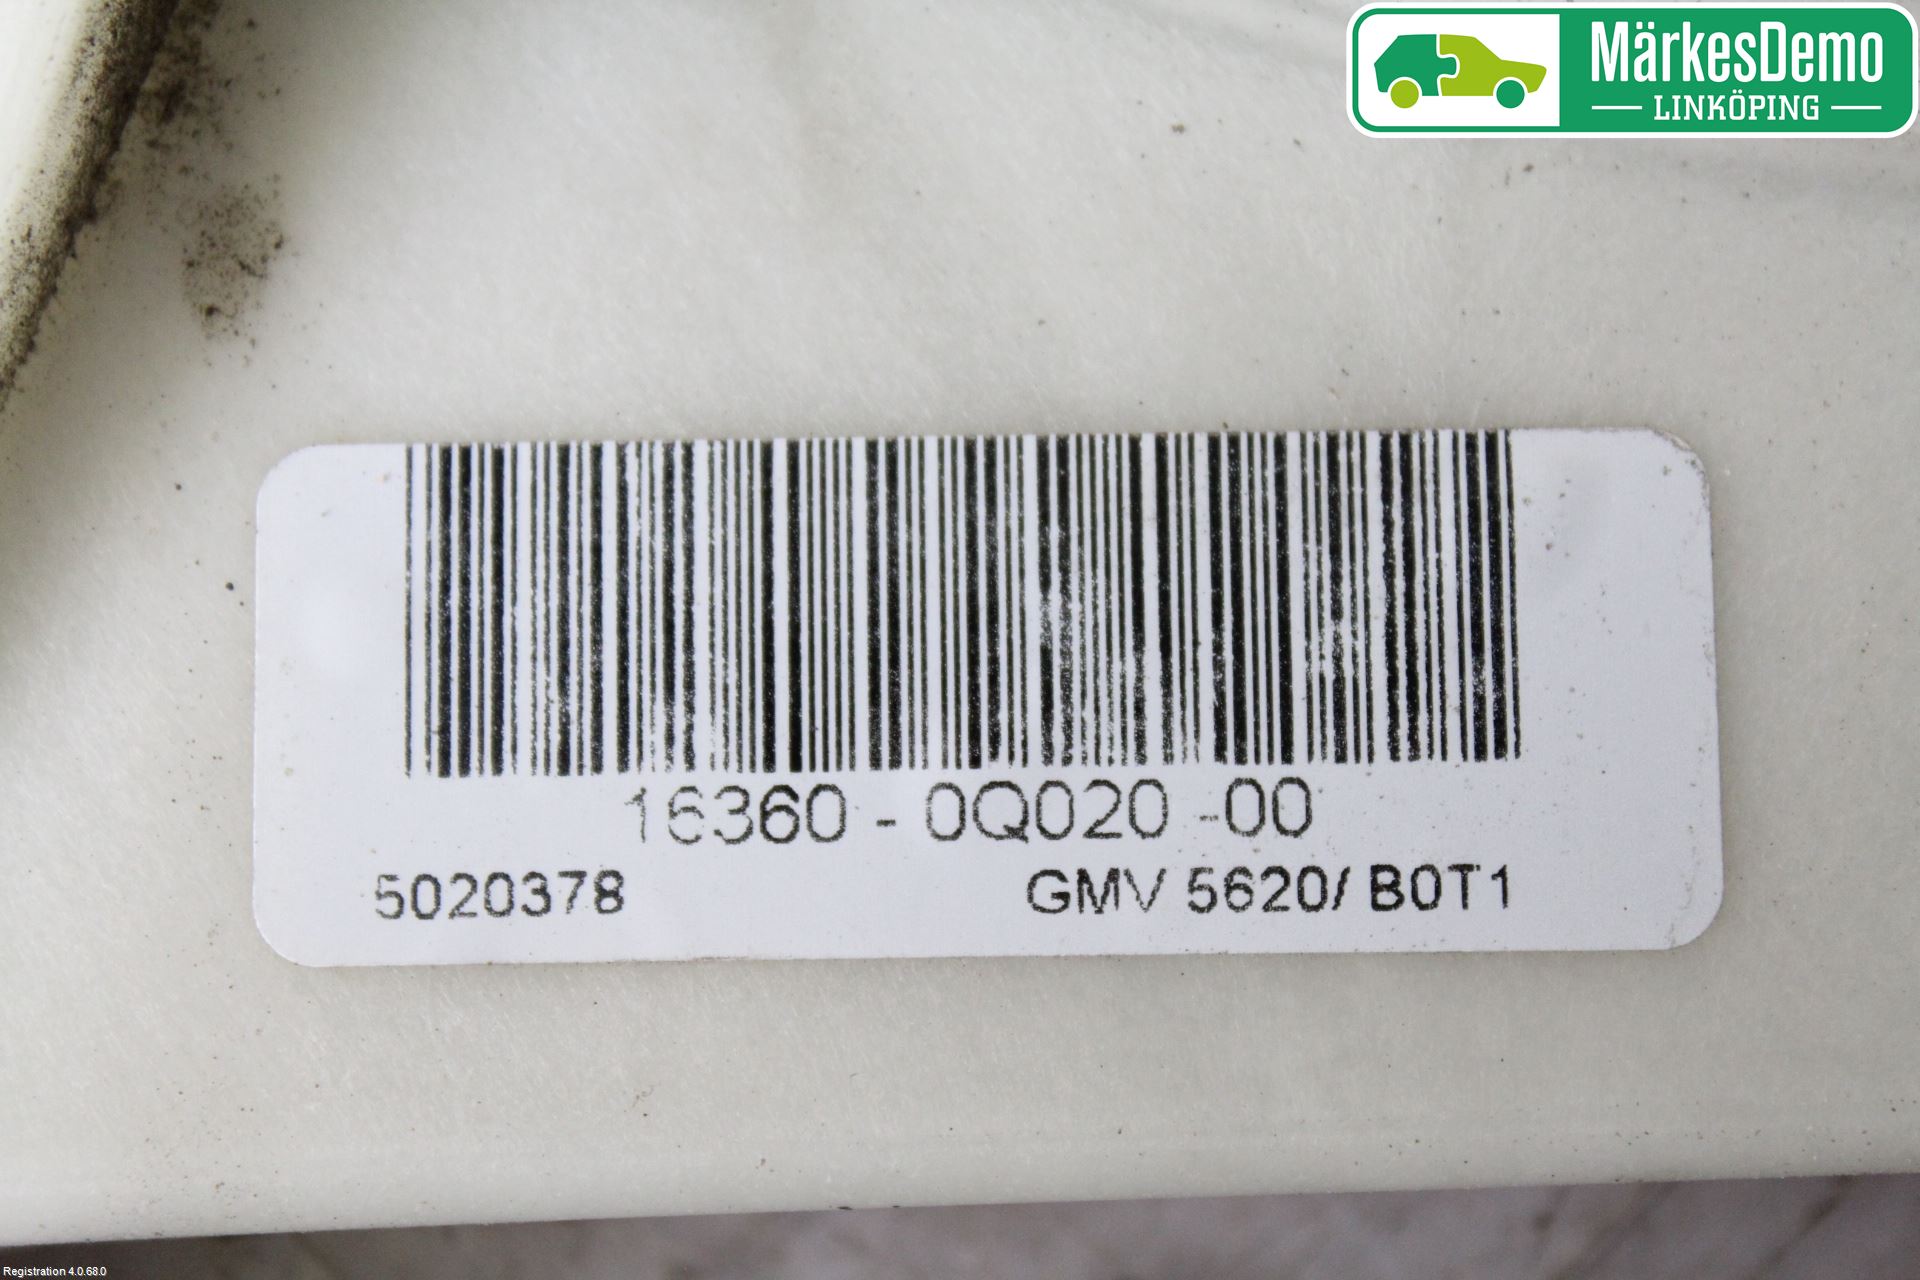 MärkesDemo
LINKÖPING
16360 - 0Q020 -00
5020378 GMV 5620/ B0T1
Registration 4.0.68.0